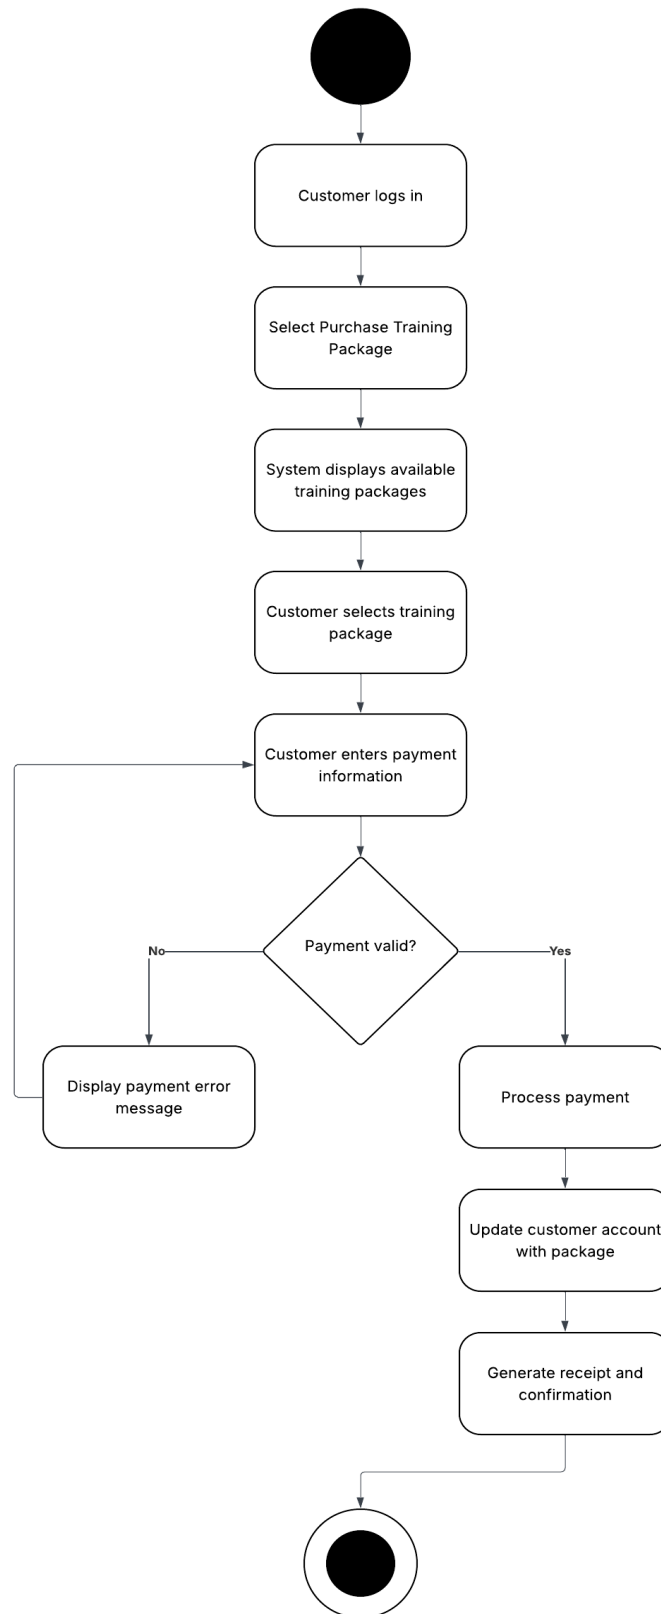 Customer logs in
Select Purchase Training
Package
System displays available
training packages
Customer selects training
package
Customer enters payment
information
Payment valid?
No
Yes
Display payment error
message
Process payment
Update customer account
with package
Generate receipt and
confirmation